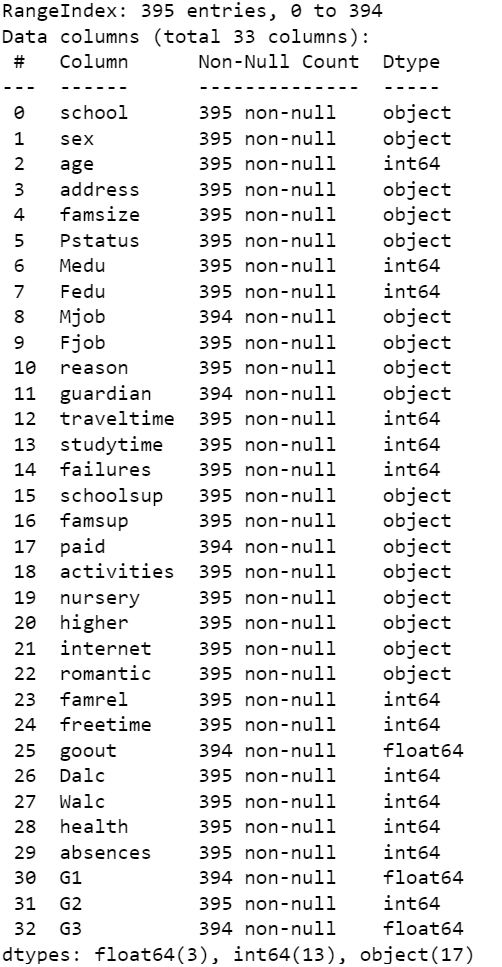 RangeIndex: 395 entries, 0 to 394
Data columns (total 33 columns):
 #   Column      Non-Null Count  Dtype
---  ------      --------------  -----
 0   school      395 non-null    object
 1   sex         395 non-null    object
 2   age         395 non-null    int64
 3   address     395 non-null    object
 4   famsize     395 non-null    object
 5   Pstatus     395 non-null    object
 6   Medu        395 non-null    int64
 7   Fedu        395 non-null    int64
 8   Mjob        394 non-null    object
 9   Fjob        395 non-null    object
 10  reason      395 non-null    object
 11  guardian    394 non-null    object
 12  traveltime  395 non-null    int64
 13  studytime   395 non-null    int64
 14  failures    395 non-null    int64
 15  schoolsup   395 non-null    object
 16  famsup      395 non-null    object
 17  paid        394 non-null    object
 18  activities  395 non-null    object
 19  nursery     395 non-null    object
 20  higher      395 non-null    object
 21  internet    395 non-null    object
 22  romantic    395 non-null    object
 23  famrel      395 non-null    int64
 24  freetime    395 non-null    int64
 25  goout       394 non-null    float64
 26  Dalc        395 non-null    int64
 27  Walc        395 non-null    int64
 28  health      395 non-null    int64
 29  absences    395 non-null    int64
 30  G1          394 non-null    float64
 31  G2          395 non-null    int64
 32  G3          394 non-null    float64
dtypes: float64(3), int64(13), object(17)